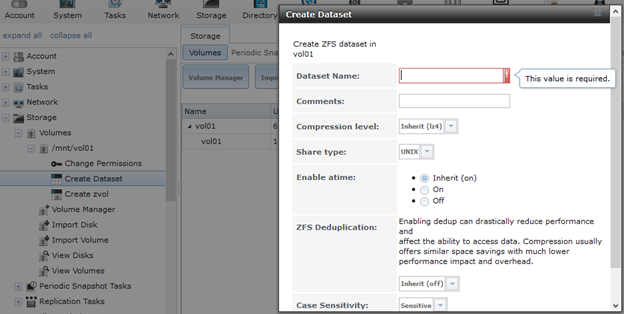 Account System Tasks Network Storage Directory
expand all collapse all
Account
System
Tasks
Network
Storage
Volumes
/mnt/vol01
Change Permissions
Create Dataset
Create zvol
Volume Manager
Import Disk
Import Volume
View Disks
View Volumes
Periodic Snapshot Tasks
Replication Tasks
Storage
Volumes Periodic Snap
Volume Manager Impo
Name U
vol01 6
vol01 1
Create Dataset
Create ZFS dataset in
vol01
Dataset Name:
This value is required.
Comments:
Compression level: Inherit (lz4)
Share type: UNIX
Enable atime: Inherit (on)
On
Off
ZFS Deduplication: Enabling dedup can drastically reduce performance
and
affect the ability to access data. Compression usually
offers similar space savings with much lower
performance impact and overhead.
Inherit (off)
Case Sensitivity: Sensitive